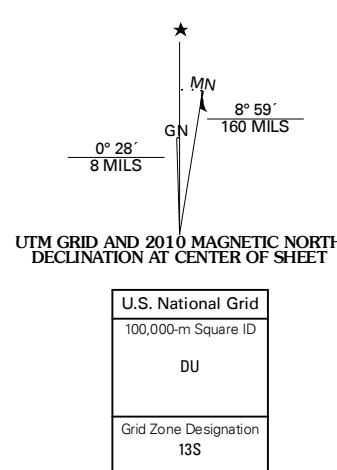 MN
8° 59´
160 MILS
GN
0° 28´
8 MILS
UTM GRID AND 2010 MAGNETIC NORTH
DECLINATION AT CENTER OF SHEET
U.S. National Grid
100,000-m Square ID
DU
Grid Zone Designation
13S